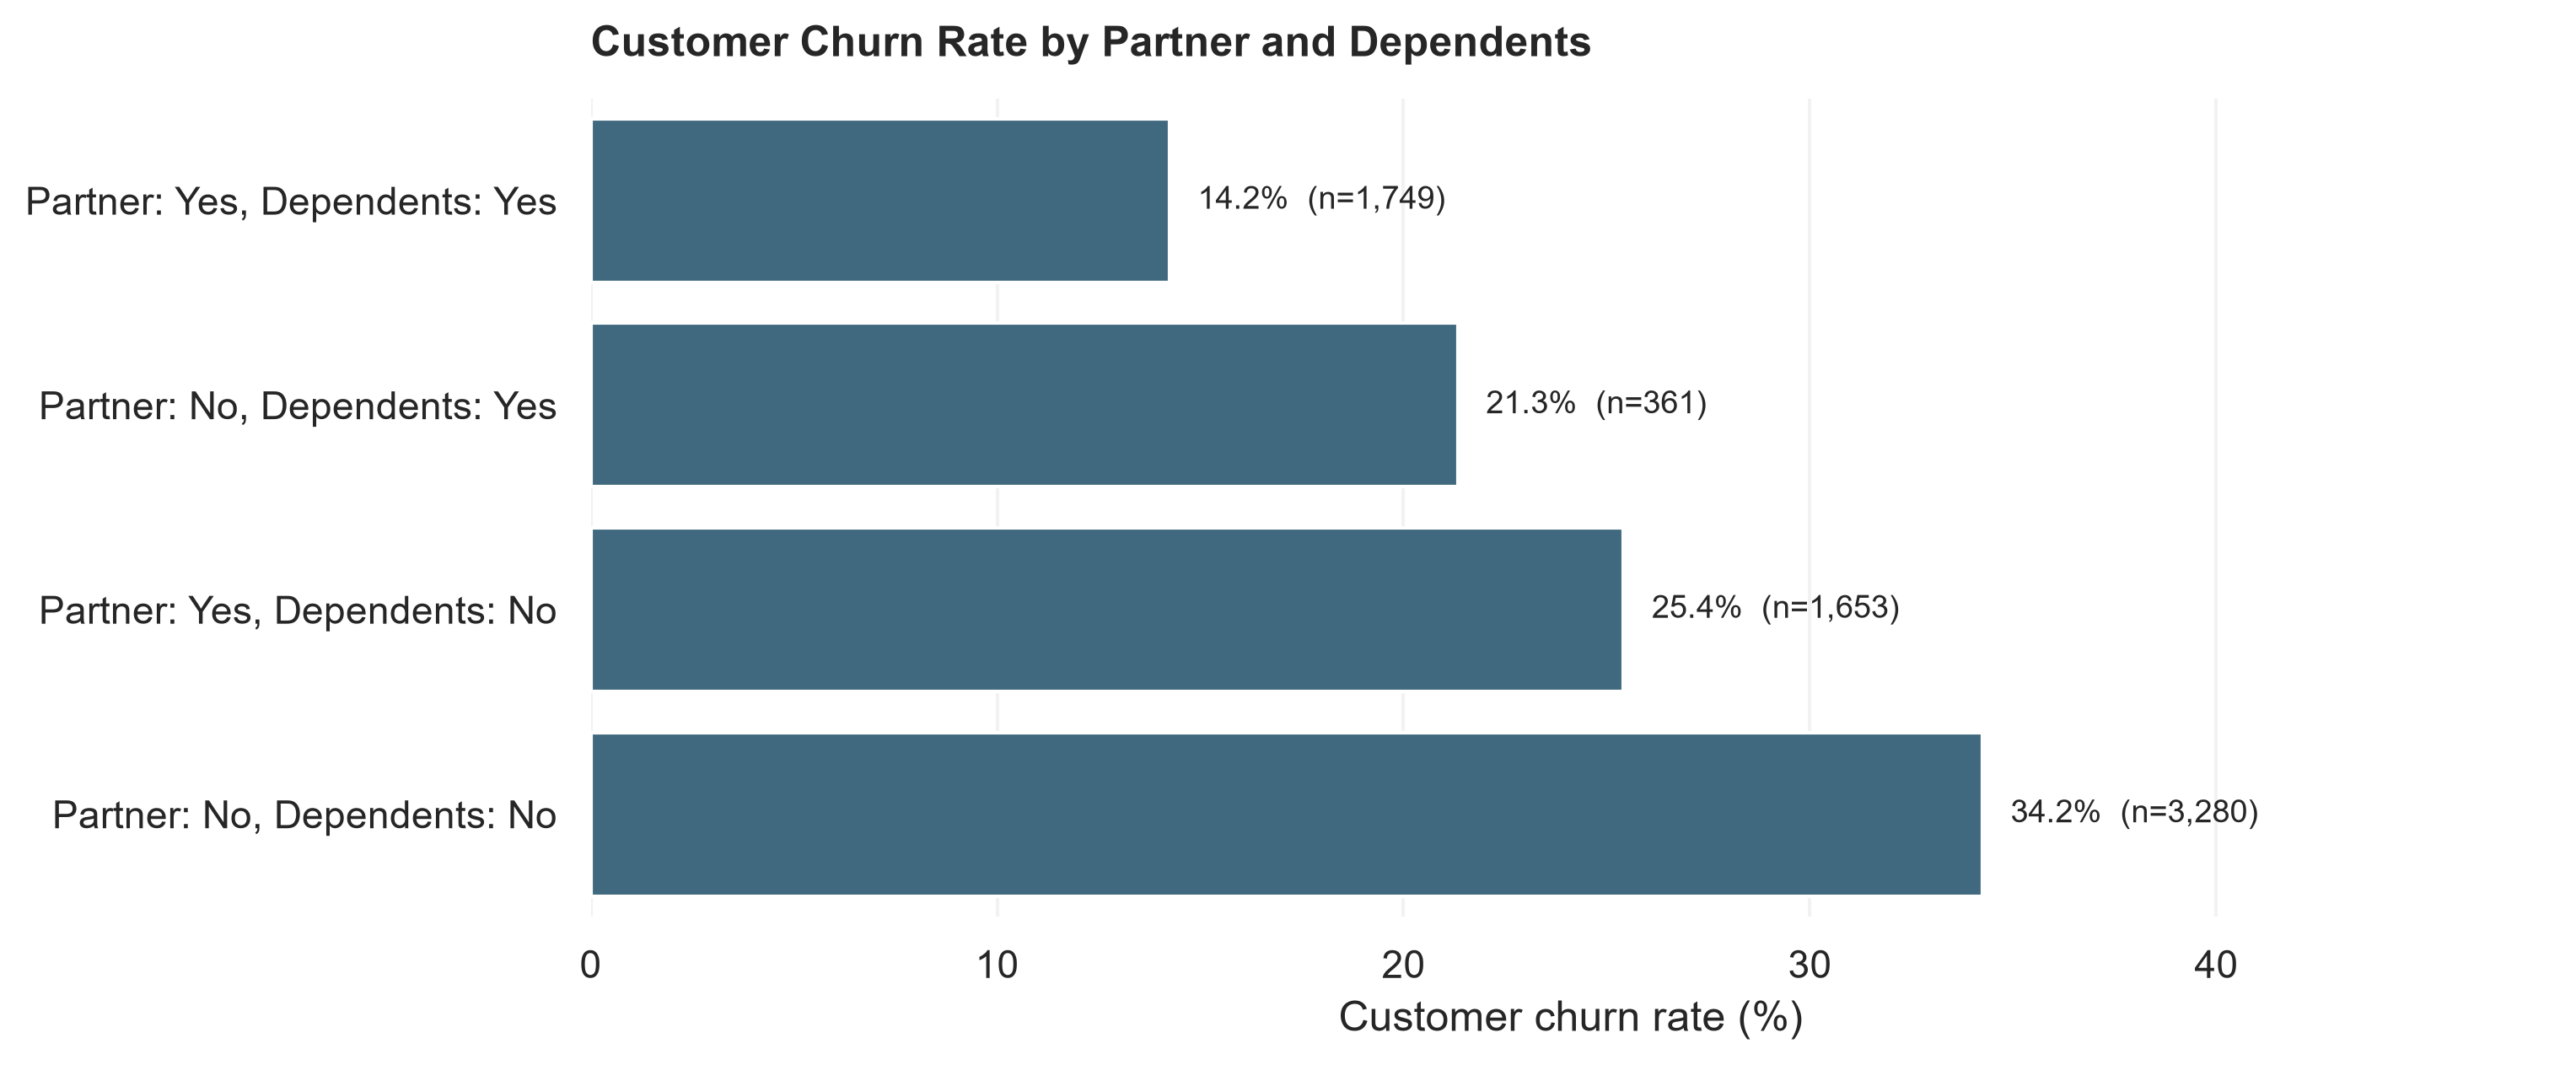 Customer Churn Rate by Partner and Dependents
Partner: Yes, Dependents: Yes
14.2%  (n=1,749)
Partner: No, Dependents: Yes
21.3%  (n=361)
Partner: Yes, Dependents: No
25.4%  (n=1,653)
Partner: No, Dependents: No
34.2%  (n=3,280)
0 10 20 30 40
Customer churn rate (%)